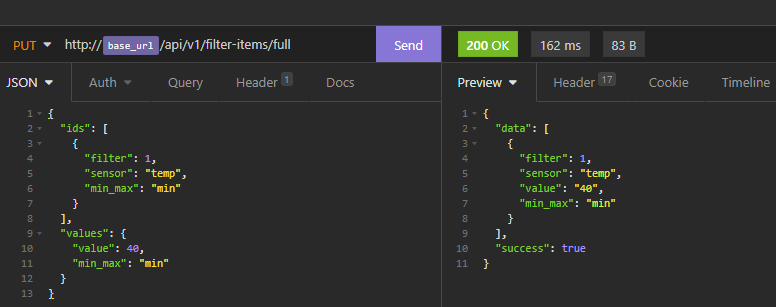 PUT http:// base_url /api/v1/filter-items/full Send 200 OK 162 ms 83 B
JSON Auth Query Header 1 Docs Preview Header 17 Cookie Timeline
1 {
2 "ids": [
3 {
4 "filter": 1,
5 "sensor": "temp",
6 "min_max": "min"
7 }
8 ],
9 "values": {
10 "value": 40,
11 "min_max": "min"
12 }
13 }
1 {
2 "data": [
3 {
4 "filter": 1,
5 "sensor": "temp",
6 "value": "40",
7 "min_max": "min"
8 }
9 ],
10 "success": true
11 }